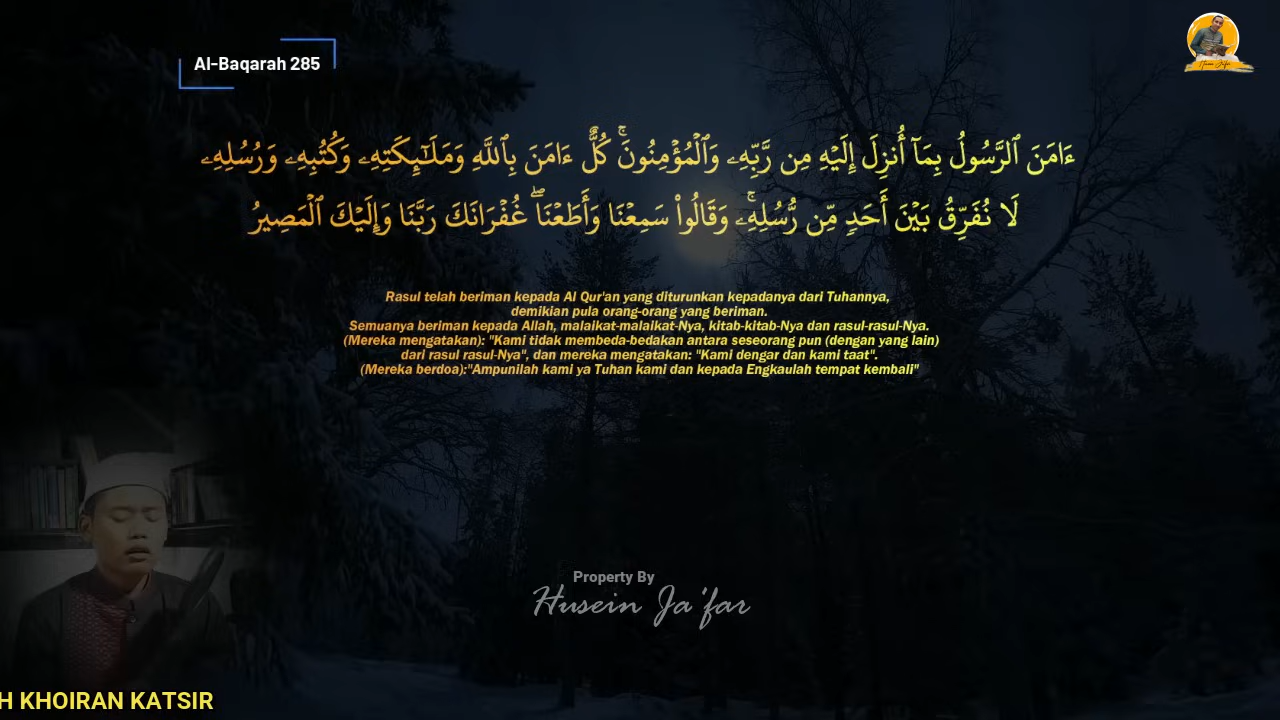 Al-Baqarah 285
ءَامَنَ ٱلرَّسُولُ بِمَآ أُنزِلَ إِلَيْهِ مِن رَّبِّهِۦ وَٱلْمُؤْمِنُونَ ۚ كُلٌّ ءَامَنَ بِٱللَّهِ وَمَلَـٰٓئِكَتِهِۦ وَكُتُبِهِۦ وَرُسُلِهِۦ
لَا نُفَرِّقُ بَيْنَ أَحَدٍ مِّن رُّسُلِهِۦ ۚ وَقَالُوا۟ سَمِعْنَا وَأَطَعْنَا ۖ غُفْرَانَكَ رَبَّنَا وَإِلَيْكَ ٱلْمَصِيرُ
Rasul telah beriman kepada Al Qur'an yang diturunkan kepadanya dari Tuhannya,
demikian pula orang-orang yang beriman.
Semuanya beriman kepada Allah, malaikat-malaikat-Nya, kitab-kitab-Nya dan rasul-rasul-Nya.
(Mereka mengatakan): "Kami tidak membeda-bedakan antara seseorang pun (dengan yang lain)
dari rasul rasul-Nya", dan mereka mengatakan: "Kami dengar dan kami taat".
(Mereka berdoa):"Ampunilah kami ya Tuhan kami dan kepada Engkaulah tempat kembali"
Property By
Husein Ja'far
H KHOIRAN KATSIR